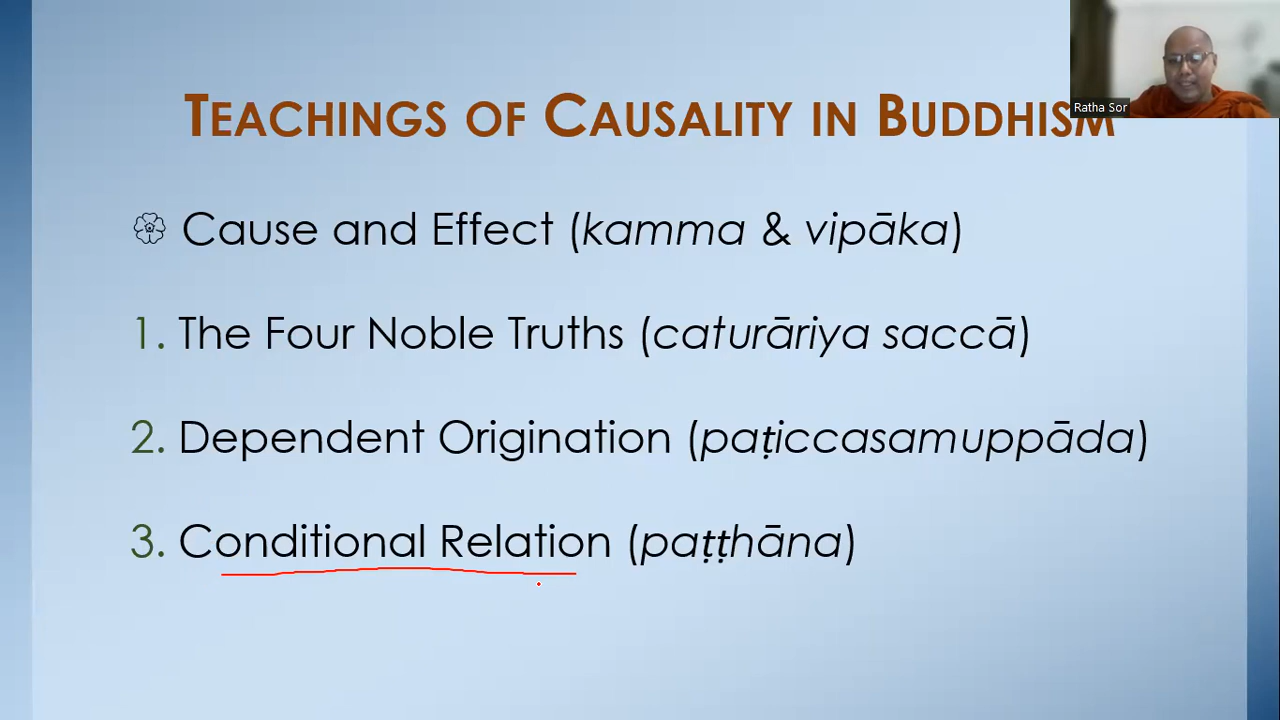 TEACHINGS OF CAUSALITY IN BUDDHISM
Ratha Sor
Cause and Effect (kamma & vipāka)
1. The Four Noble Truths (caturāriya saccā)
2. Dependent Origination (paṭiccasamuppāda)
3. Conditional Relation (paṭṭhāna)